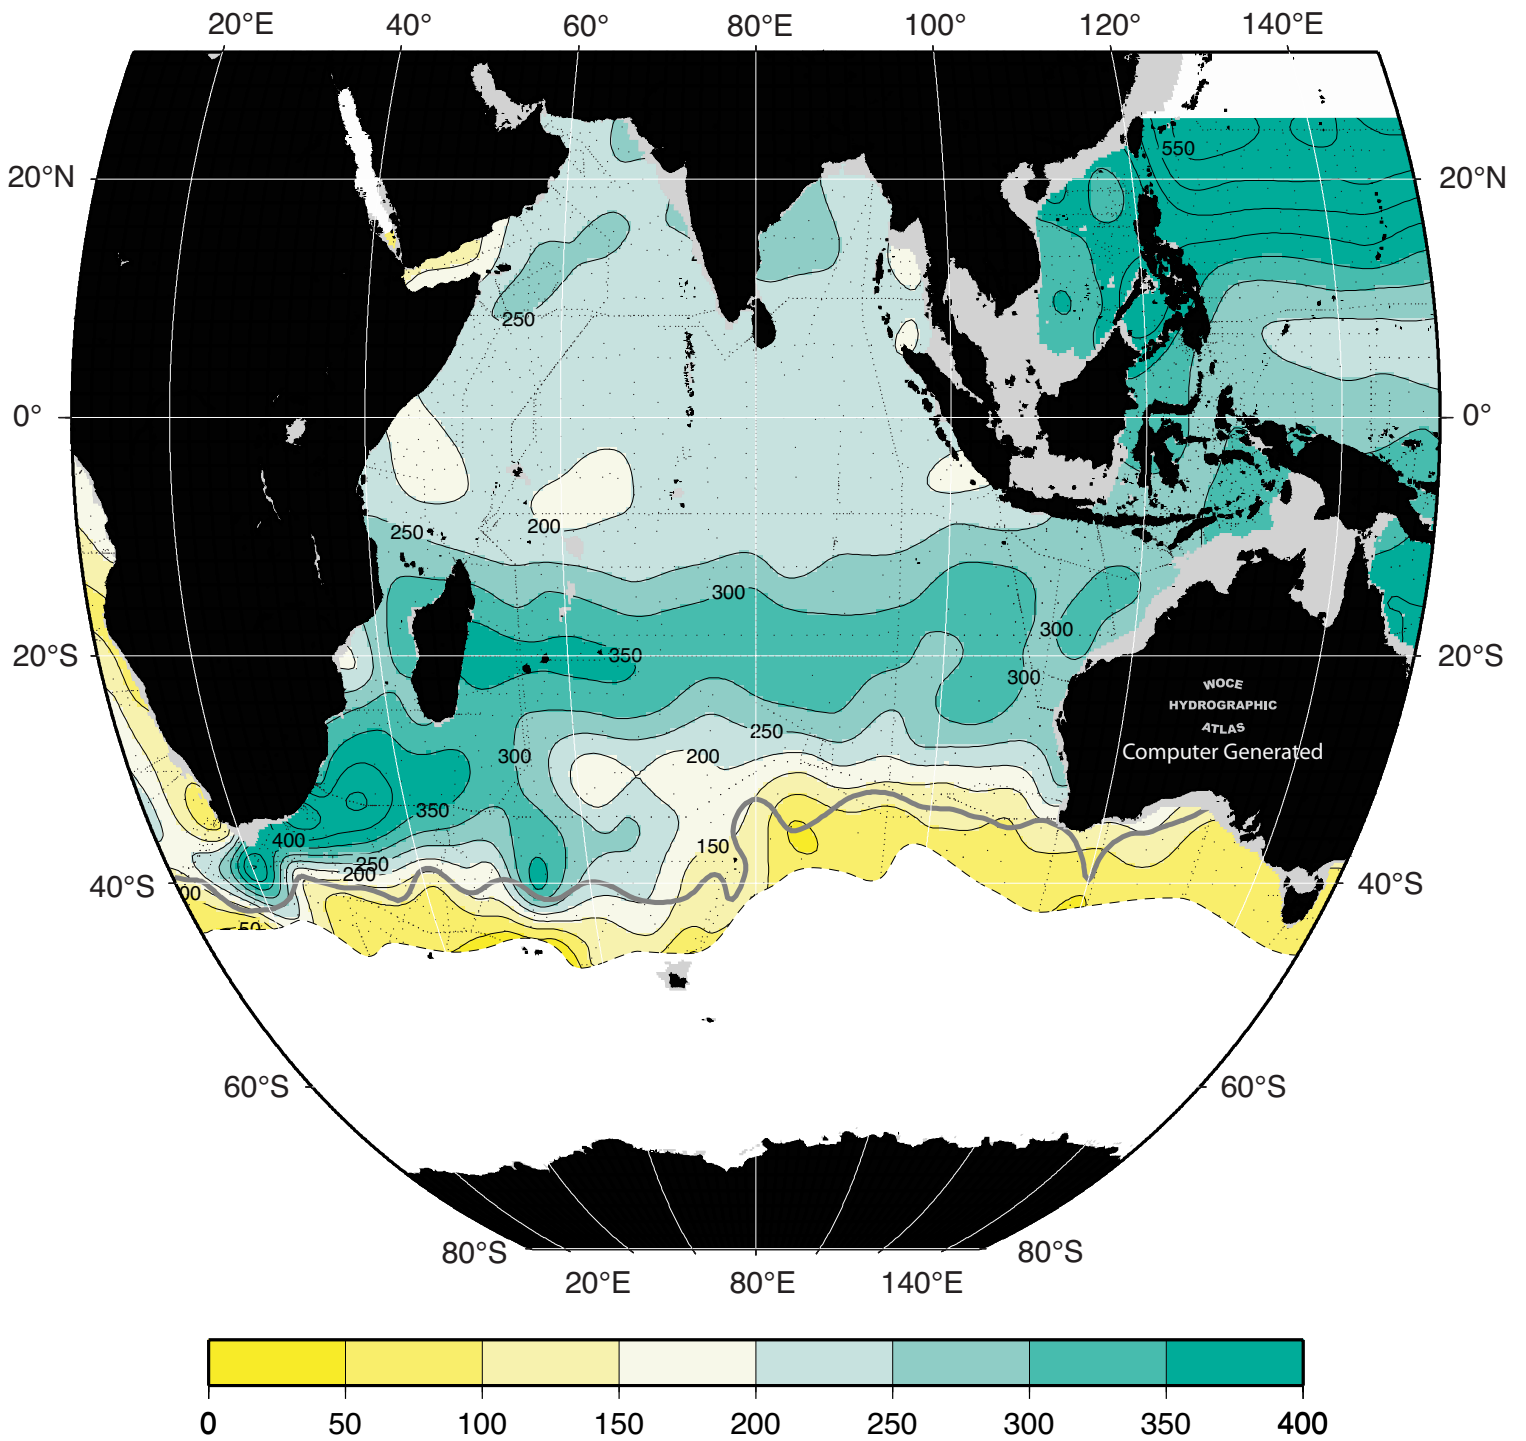 20°E 40° 60° 80°E 100° 120° 140°E
550
20°N 20°N
250
0° 0°
200
250
300
300
20°S 350 20°S
300
WOCE
HYDROGRAPHIC
ATLAS
250
Computer Generated
300 200
350
400
150
250
200
40°S 00 40°S
50
60°S 60°S
80°S 80°S
20°E 80°E 140°E
0 50 100 150 200 250 300 350 400